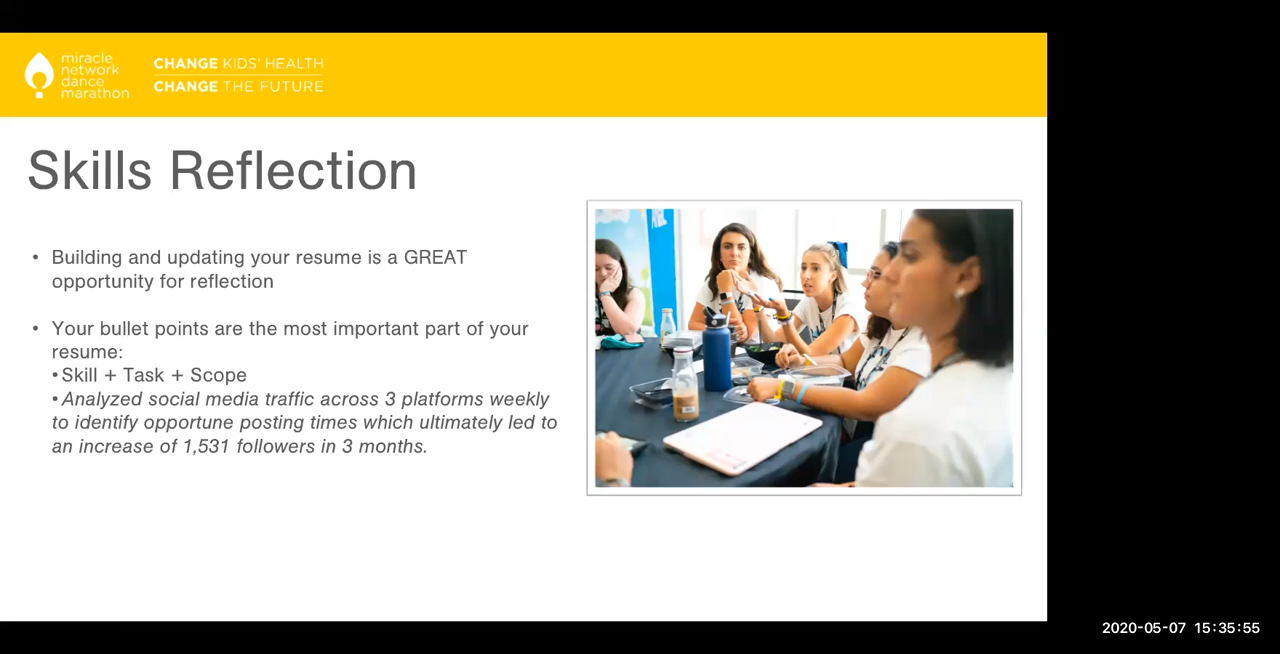 miracle
network
dance
marathon
CHANGE KIDS' HEALTH
CHANGE THE FUTURE
Skills Reflection
• Building and updating your resume is a GREAT
opportunity for reflection
• Your bullet points are the most important part of your
resume:
•Skill + Task + Scope
•Analyzed social media traffic across 3 platforms weekly
to identify opportune posting times which ultimately led to
an increase of 1,531 followers in 3 months.
2020-05-07 15:35:55